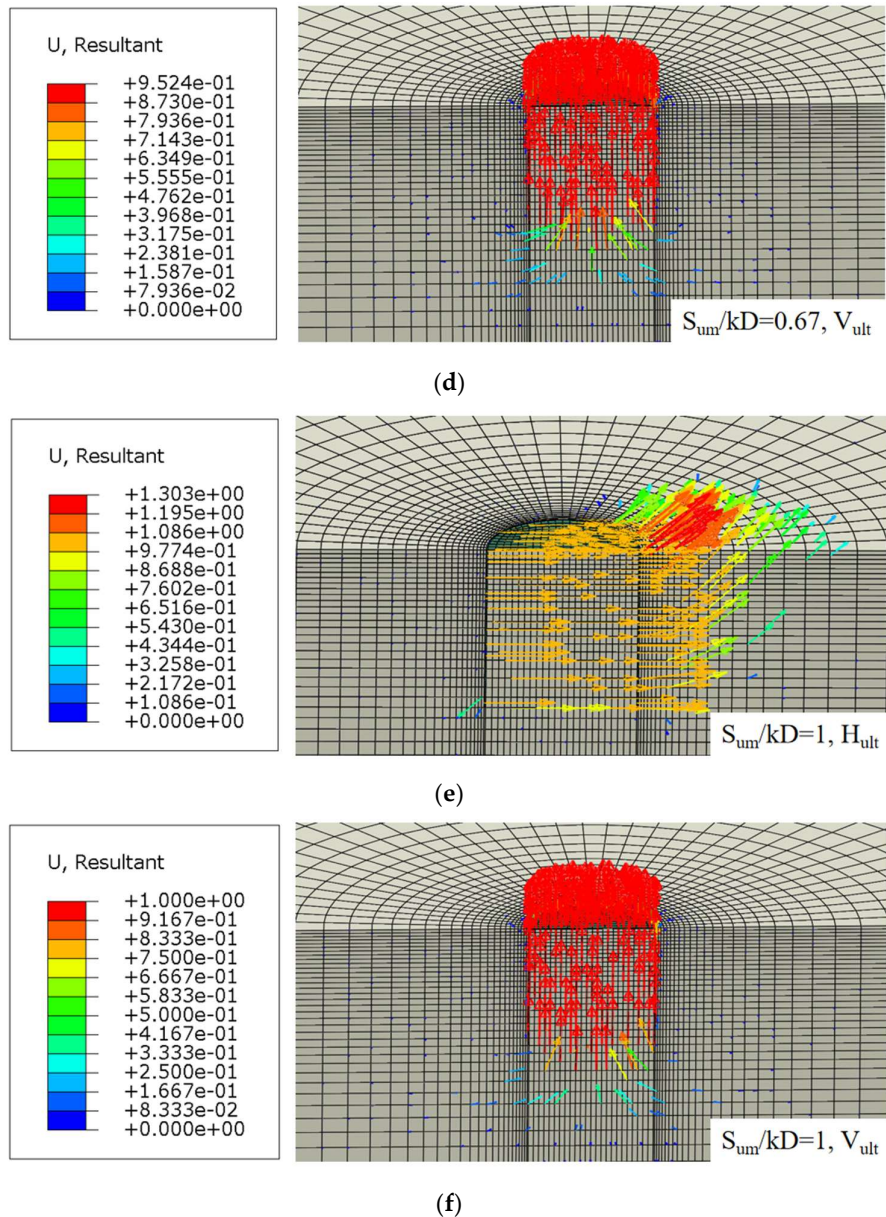 U, Resultant
+9.524e-01
+8.730e-01
+7.936e-01
+7.143e-01
+6.349e-01
+5.555e-01
+4.762e-01
+3.968e-01
+3.175e-01
+2.381e-01
+1.587e-01
+7.936e-02
+0.000e+00
S_um/kD=0.67, V_ult
(d)
U, Resultant
+1.303e+00
+1.195e+00
+1.086e+00
+9.774e-01
+8.688e-01
+7.602e-01
+6.516e-01
+5.430e-01
+4.344e-01
+3.258e-01
+2.172e-01
+1.086e-01
+0.000e+00
S_um/kD=1, H_ult
(e)
U, Resultant
+1.000e+00
+9.167e-01
+8.333e-01
+7.500e-01
+6.667e-01
+5.833e-01
+5.000e-01
+4.167e-01
+3.333e-01
+2.500e-01
+1.667e-01
+8.333e-02
+0.000e+00
S_um/kD=1, V_ult
(f)